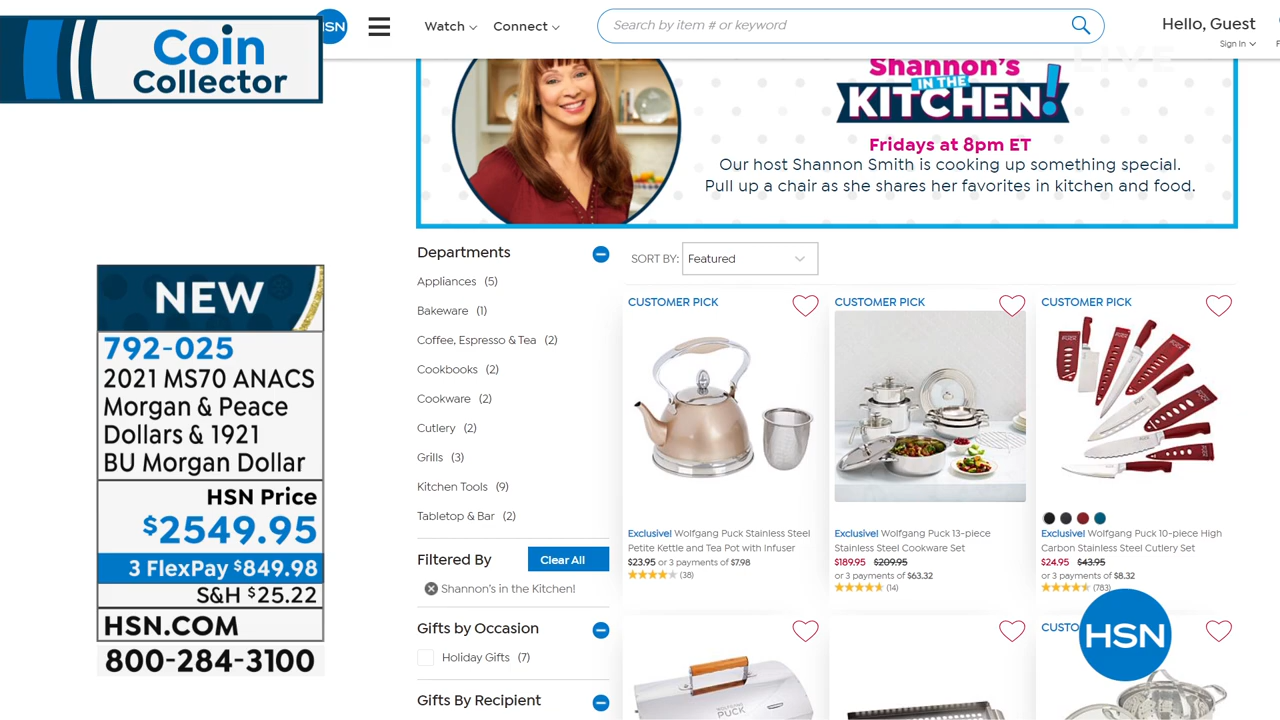 Coin
Collector
HSN
Watch
Connect
Search by item # or keyword
Hello, Guest
Sign In
LIVE
Shannon's
IN THE
KITCHEN!
Fridays at 8pm ET
Our host Shannon Smith is cooking up something special.
Pull up a chair as she shares her favorites in kitchen and food.
NEW
792-025
2021 MS70 ANACS
Morgan & Peace
Dollars & 1921
BU Morgan Dollar
HSN Price
$2549.95
3 FlexPay $849.98
S&H $25.22
HSN.COM
800-284-3100
Departments
Appliances (5)
Bakeware (1)
Coffee, Espresso & Tea (2)
Cookbooks (2)
Cookware (2)
Cutlery (2)
Grills (3)
Kitchen Tools (9)
Tabletop & Bar (2)
Filtered By
Clear All
Shannon's in the Kitchen!
Gifts by Occasion
Holiday Gifts (7)
Gifts By Recipient
SORT BY: Featured
CUSTOMER PICK
Exclusive! Wolfgang Puck Stainless Steel
Petite Kettle and Tea Pot with Infuser
$23.95 or 3 payments of $7.98
(38)
CUSTOMER PICK
Exclusive! Wolfgang Puck 13-piece
Stainless Steel Cookware Set
$189.95 $209.95
or 3 payments of $63.32
(14)
CUSTOMER PICK
Exclusive! Wolfgang Puck 10-piece High
Carbon Stainless Steel Cutlery Set
$24.95 $43.95
or 3 payments of $8.32
(783)
WOLFGANG
PUCK
CUSTO
HSN